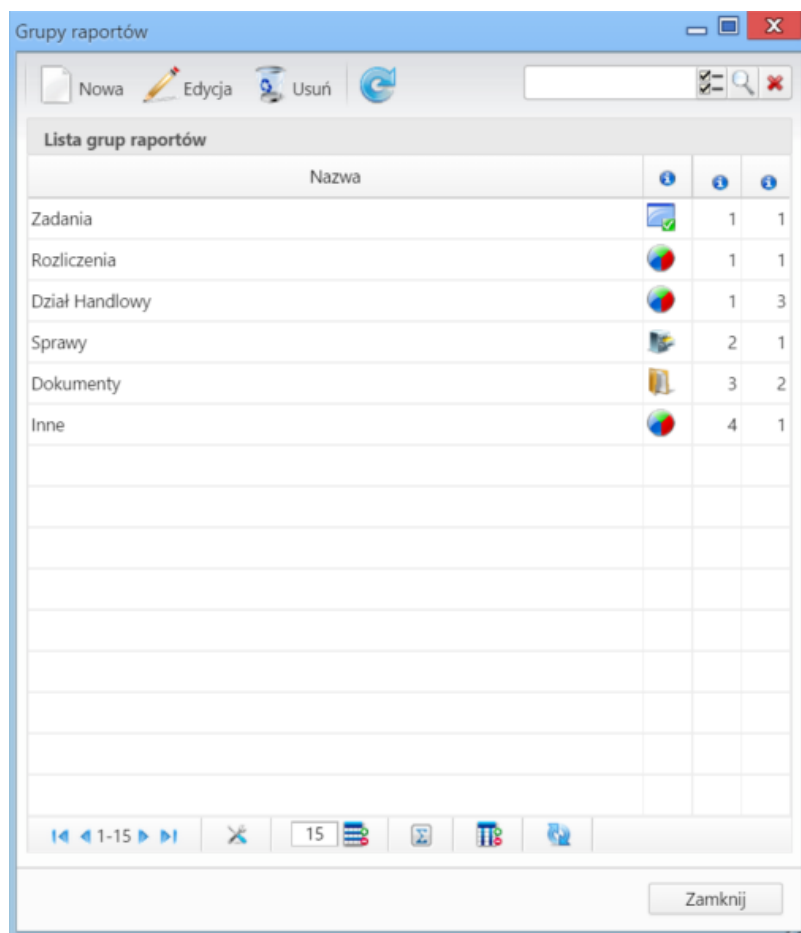 Grupy raportów
Nowa Edycja Usuń
Lista grup raportów
Nazwa
Zadania 1 1
Rozliczenia 1 1
Dział Handlowy 1 3
Sprawy 2 1
Dokumenty 3 2
Inne 4 1
1-15 15
Zamknij